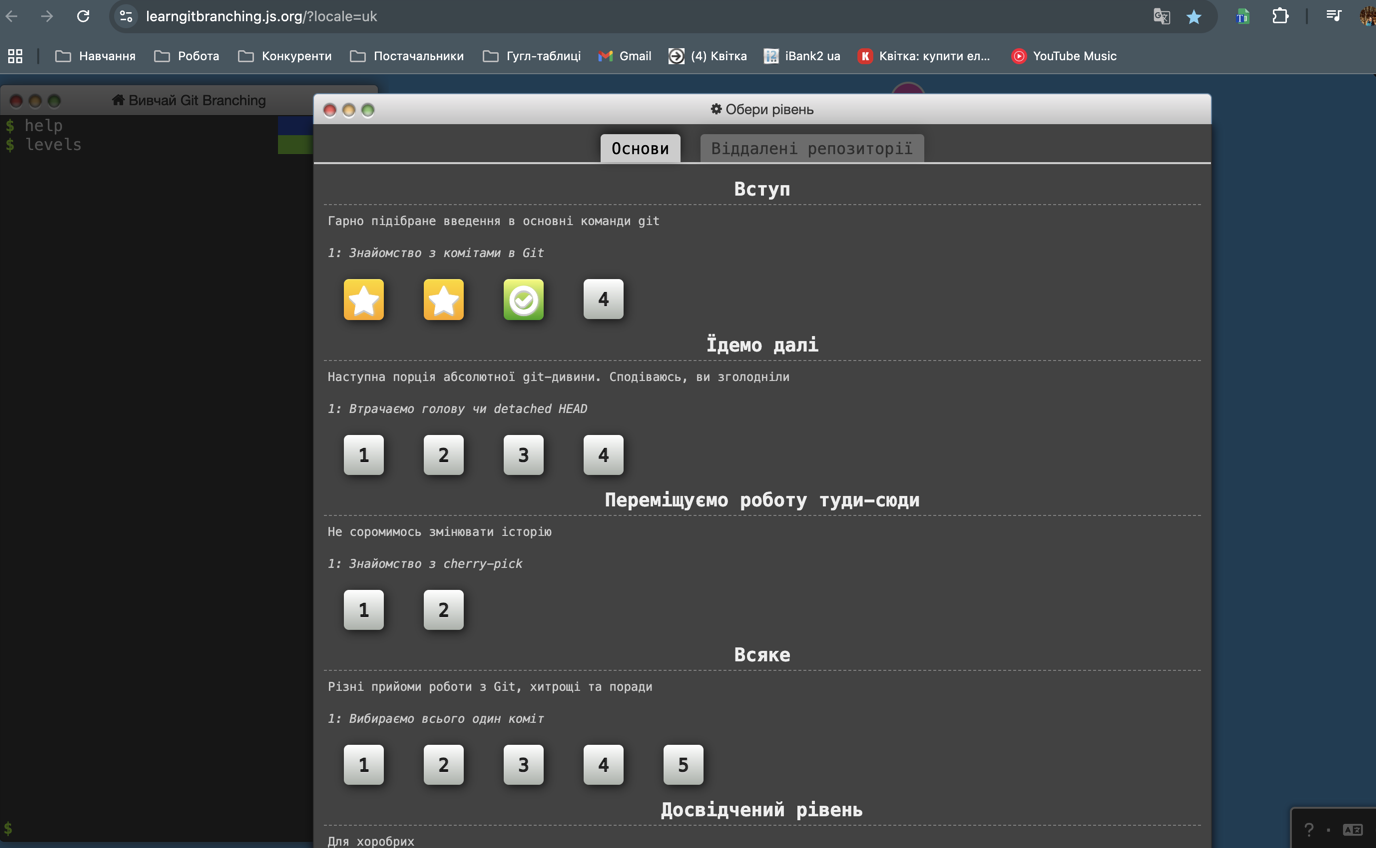 learngitbranching.js.org/?locale=uk
Навчання Робота Конкуренти Постачальники Гугл-таблиці Gmail (4) Квітка iBank2 ua Квітка: купити ел... YouTube Music
Вивчай Git Branching
$ help
$ levels
$
Обери рівень
Основи Віддалені репозиторії
Вступ
Гарно підібране введення в основні команди git
1: Знайомство з комітами в Git
4
Їдемо далі
Наступна порція абсолютної git-дивини. Сподіваюсь, ви зголодніли
1: Втрачаємо голову чи detached HEAD
1 2 3 4
Переміщуємо роботу туди-сюди
Не соромимось змінювати історію
1: Знайомство з cherry-pick
1 2
Всяке
Різні прийоми роботи з Git, хитрощі та поради
1: Вибираємо всього один коміт
1 2 3 4 5
Досвідчений рівень
Для хоробрих
?